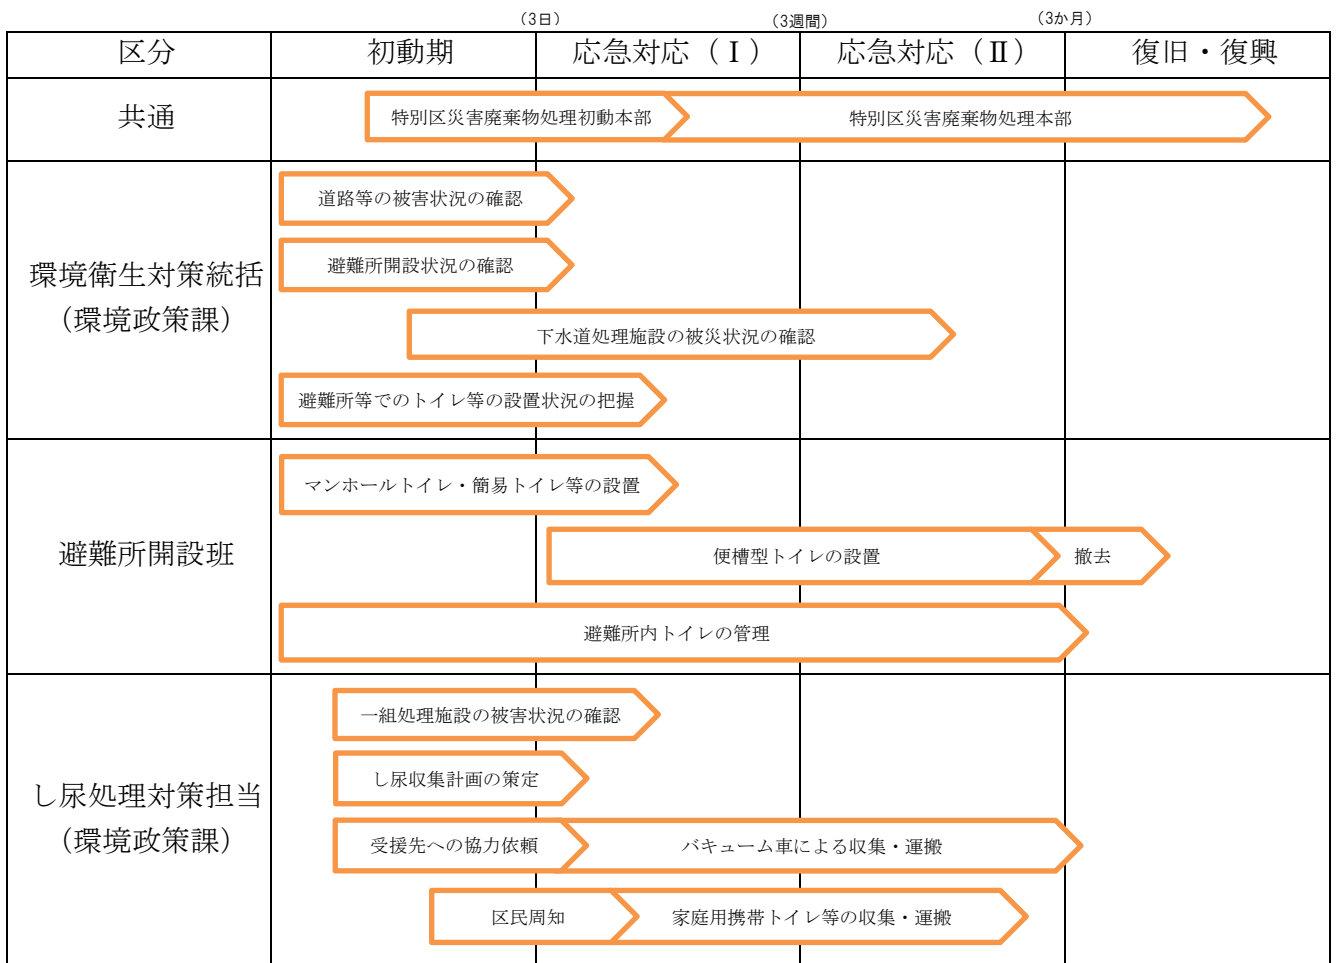 （3日）
（3週間）
（3か月）
区分
初動期
応急対応（Ⅰ）
応急対応（Ⅱ）
復旧・復興
共通
特別区災害廃棄物処理初動本部
特別区災害廃棄物処理本部
環境衛生対策統括
（環境政策課）
道路等の被害状況の確認
避難所開設状況の確認
下水道処理施設の被災状況の確認
避難所等でのトイレ等の設置状況の把握
避難所開設班
マンホールトイレ・簡易トイレ等の設置
便槽型トイレの設置
撤去
避難所内トイレの管理
し尿処理対策担当
（環境政策課）
一組処理施設の被害状況の確認
し尿収集計画の策定
受援先への協力依頼
バキューム車による収集・運搬
区民周知
家庭用携帯トイレ等の収集・運搬